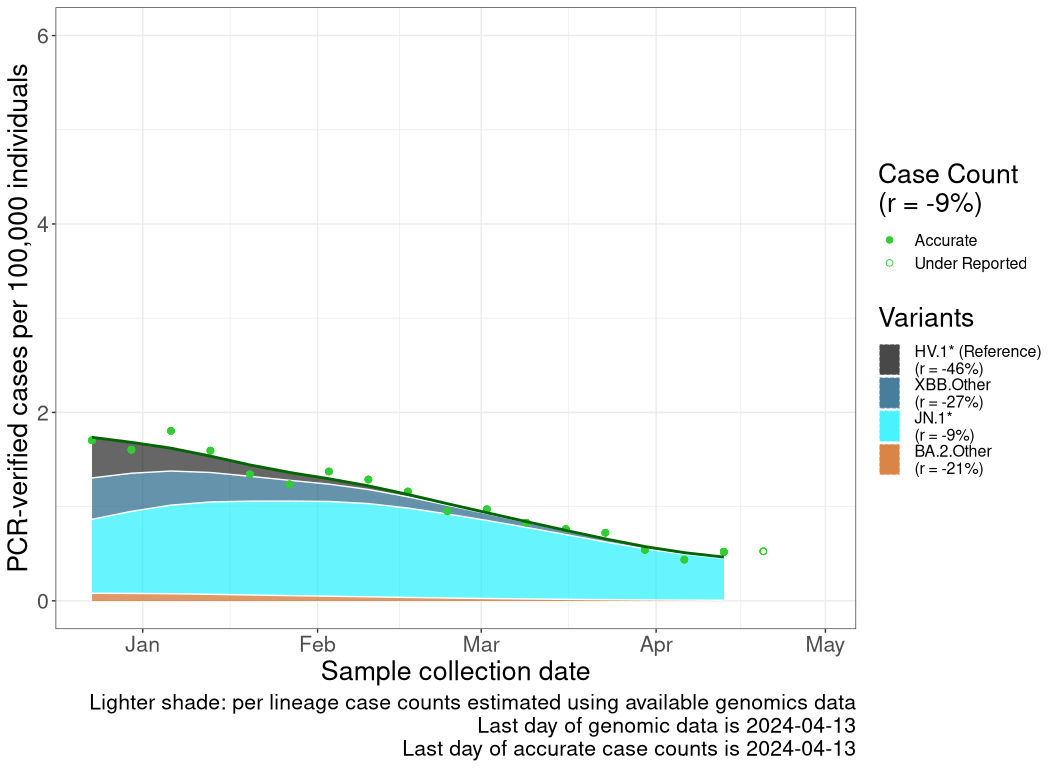 PCR-verified cases per 100,000 individuals
6
4
2
0
Jan Feb Mar Apr May
Sample collection date
Lighter shade: per lineage case counts estimated using available genomics data
Last day of genomic data is 2024-04-13
Last day of accurate case counts is 2024-04-13
Case Count
(r = -9%)
Accurate
Under Reported
Variants
HV.1* (Reference)
(r = -46%)
XBB.Other
(r = -27%)
JN.1*
(r = -9%)
BA.2.Other
(r = -21%)